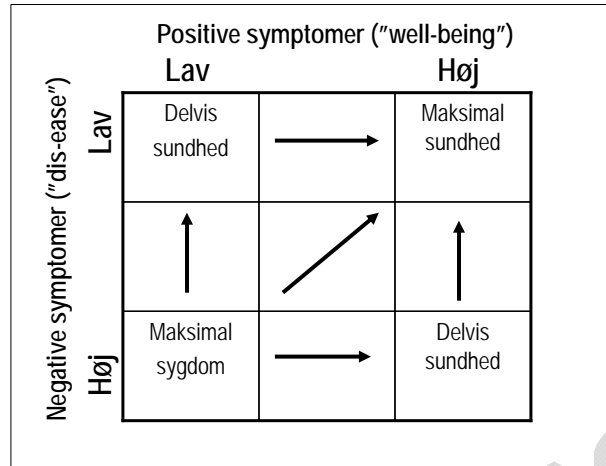 Positive symptomer ("well-being")
Lav Høj
Negative symptomer ("dis-ease")
Lav
Høj
Delvis
sundhed
Maksimal
sundhed
Maksimal
sygdom
Delvis
sundhed